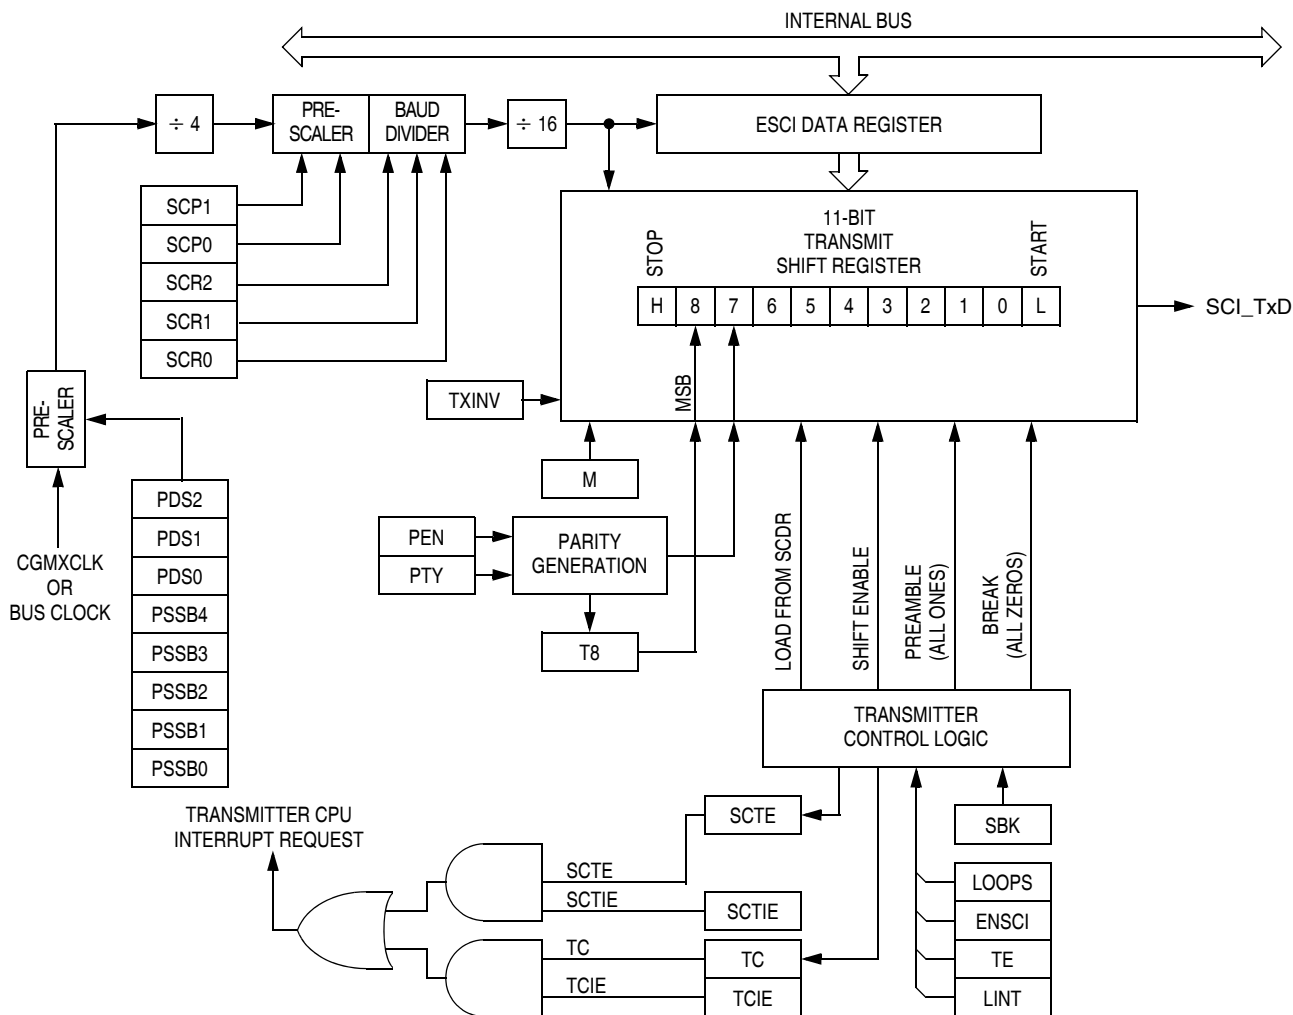 INTERNAL BUS
÷ 4
PRE-
SCALER
BAUD
DIVIDER
÷ 16
ESCI DATA REGISTER
SCP1
SCP0
SCR2
SCR1
SCR0
11-BIT
TRANSMIT
SHIFT REGISTER
STOP
START
H 8 7 6 5 4 3 2 1 0 L
SCI_TxD
MSB
TXINV
M
PRE-
SCALER
CGMXCLK
OR
BUS CLOCK
PDS2
PDS1
PDS0
PSSB4
PSSB3
PSSB2
PSSB1
PSSB0
PEN
PTY
PARITY
GENERATION
T8
LOAD FROM SCDR
SHIFT ENABLE
PREAMBLE
(ALL ONES)
BREAK
(ALL ZEROS)
TRANSMITTER
CONTROL LOGIC
TRANSMITTER CPU
INTERRUPT REQUEST
SCTE
SBK
SCTE
SCTIE
SCTIE
TC
TCIE
TC
TCIE
LOOPS
ENSCI
TE
LINT